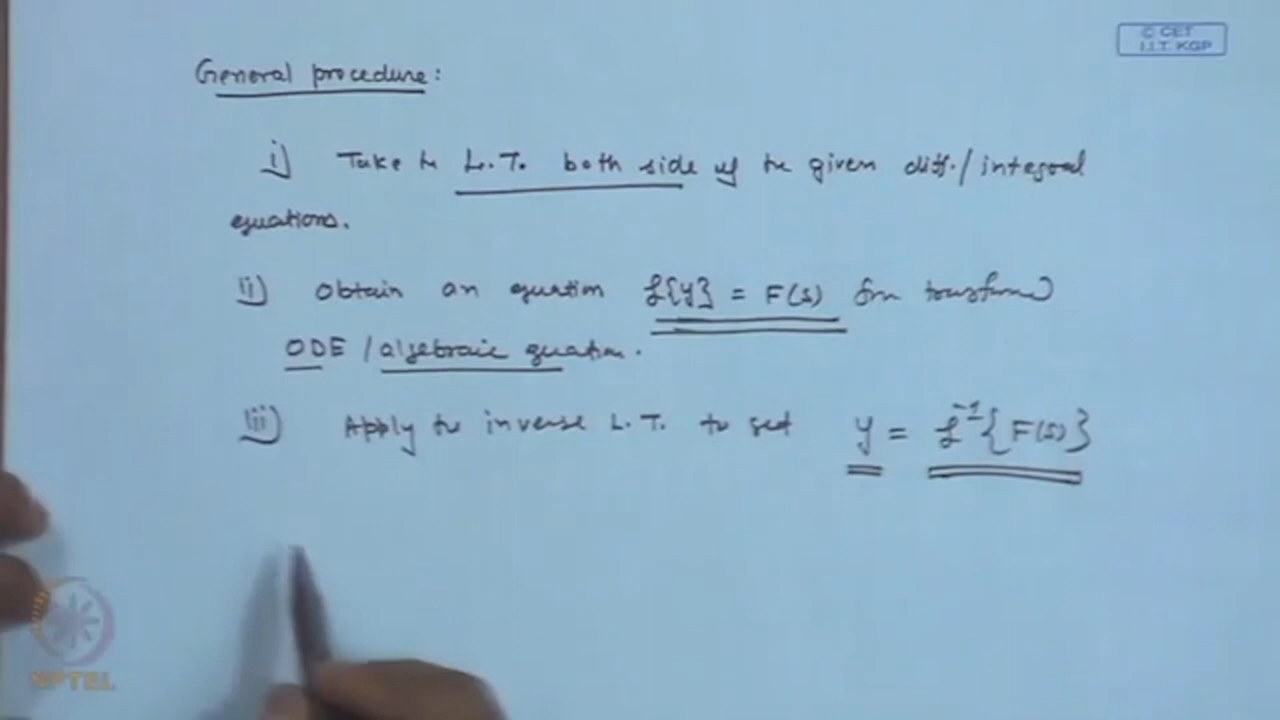 © CET
I.I.T. KGP
General procedure:
i) Take the L.T. both side of the given diff./integral
equations.
ii) Obtain an equation ℒ{y} = F(s) from transformed
ODE / algebraic equation.
iii) Apply the inverse L.T. to get y = ℒ⁻¹{F(s)}
NPTEL